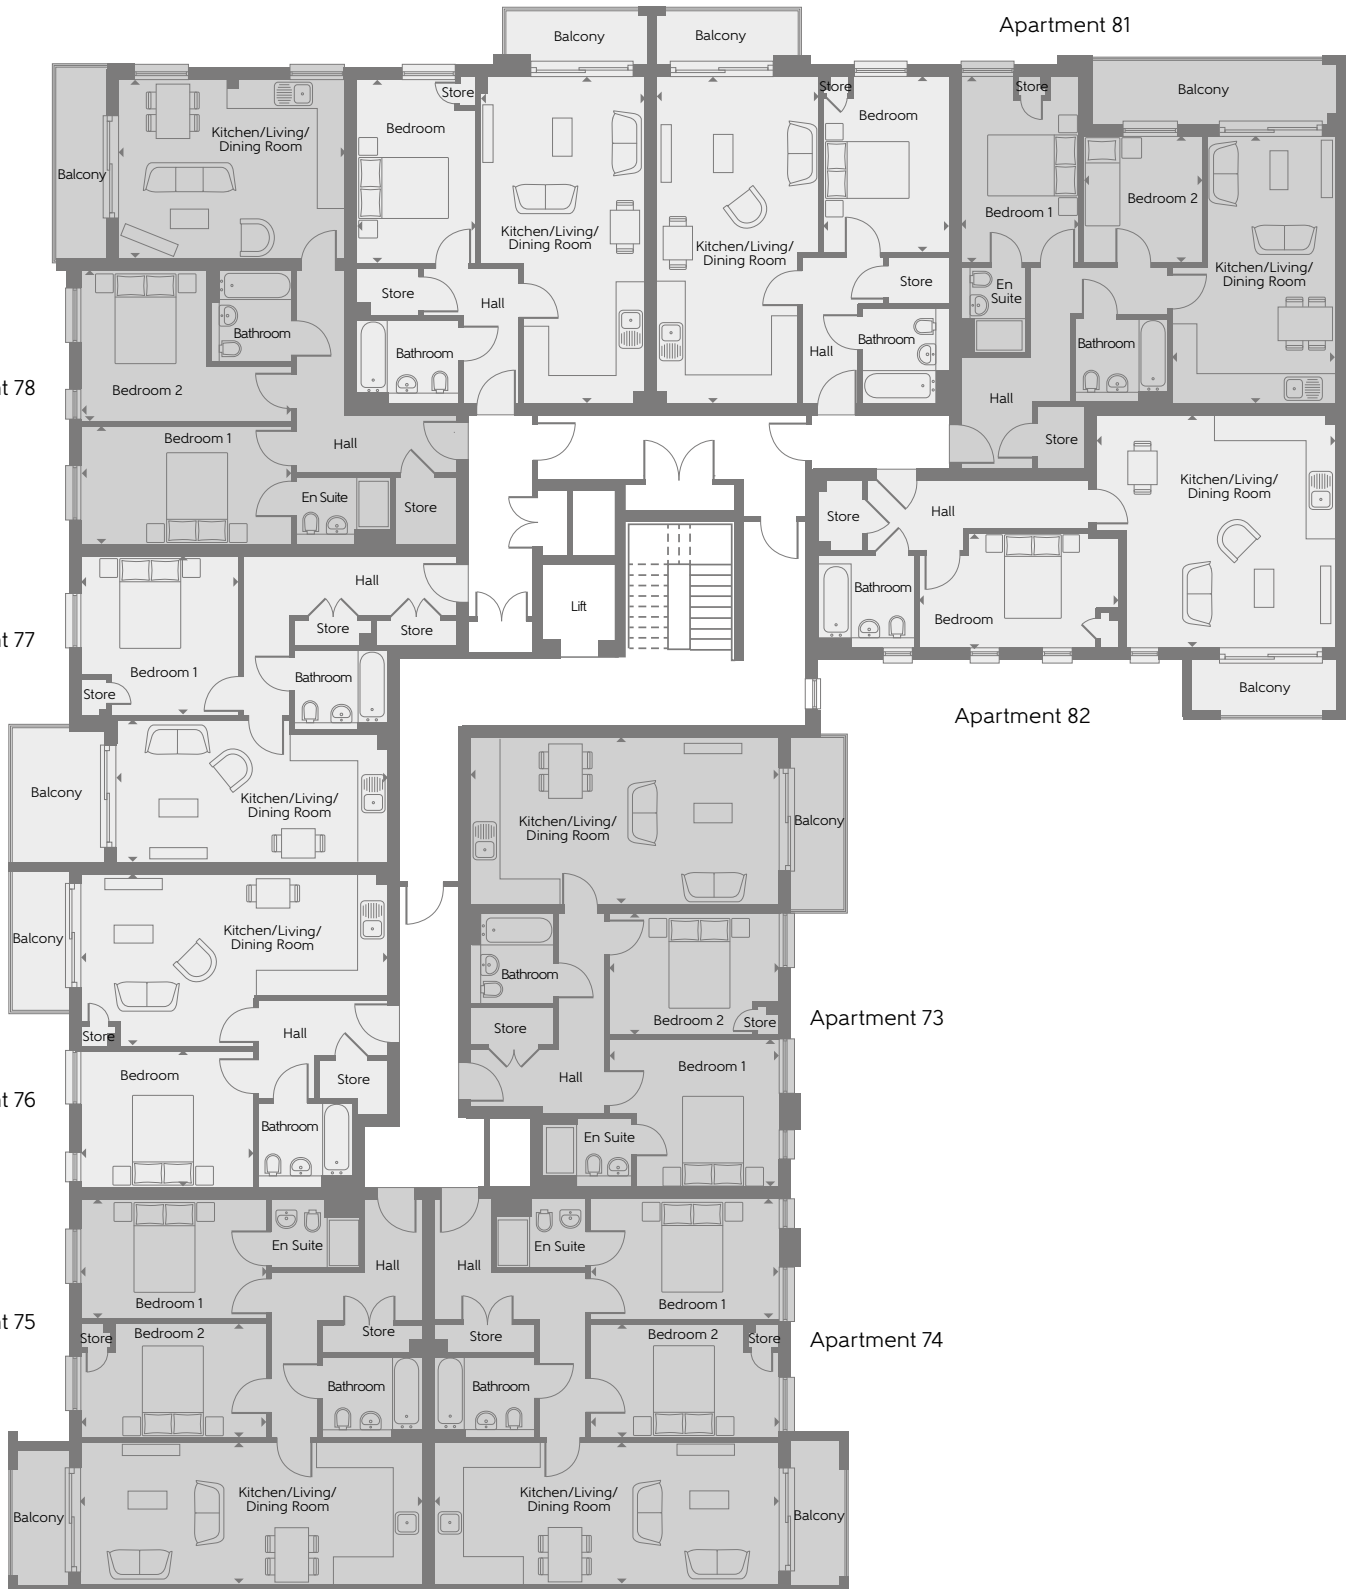 Apartment 81
Balcony
Balcony
Balcony
Kitchen/Living/
Dining Room
Balcony
Store
Bedroom
Kitchen/Living/
Dining Room
Kitchen/Living/
Dining Room
Store
Bedroom
Store
Bedroom 1
Bedroom 2
Kitchen/Living/
Dining Room
En
Suite
Store
Hall
Bathroom
Store
Hall
Bathroom
Bathroom
Hall
Store
Bathroom
Bedroom 2
t 78
Bedroom 1
Hall
En Suite
Store
Kitchen/Living/
Dining Room
Store
Hall
Bathroom
Bedroom
Balcony
Apartment 82
Lift
Hall
Store
Store
t 77
Bedroom 1
Bathroom
Store
Balcony
Kitchen/Living/
Dining Room
Kitchen/Living/
Dining Room
Balcony
Balcony
Kitchen/Living/
Dining Room
Store
Hall
Bedroom
Store
t 76
Bathroom
Bathroom
Bedroom 2
Store
Apartment 73
Store
Hall
Bedroom 1
En Suite
En Suite
Hall
Bedroom 1
t 75
Bedroom 2
Store
Store
Bathroom
Balcony
Kitchen/Living/
Dining Room
Hall
En Suite
Bedroom 1
Store
Bedroom 2
Store
Apartment 74
Bathroom
Kitchen/Living/
Dining Room
Balcony